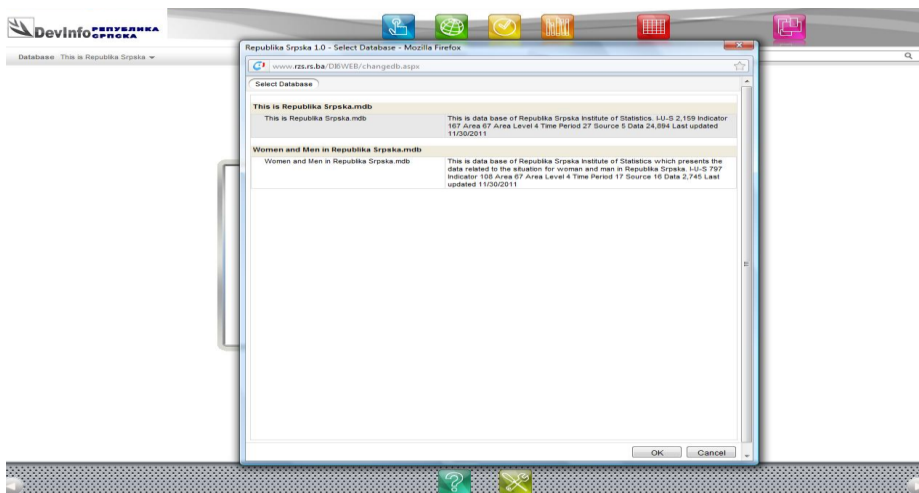 DevInfo РЕПУБЛИКА
СРПСКА
Database This is Republika Srpska
Republika Srpska 1.0 - Select Database - Mozilla Firefox
www.rzs.rs.ba/DI6WEB/changedb.aspx
Select Database
This is Republika Srpska.mdb
This is Republika Srpska.mdb
This is data base of Republika Srpska Institute of Statistics. I-U-S 2,159 Indicator
167 Area 67 Area Level 4 Time Period 27 Source 5 Data 24,894 Last updated
11/30/2011
Women and Men in Republika Srpska.mdb
Women and Men in Republika Srpska.mdb
This is data base of Republika Srpska Institute of Statistics which presents the
data related to the situation for woman and man in Republika Srpska. I-U-S 797
Indicator 108 Area 67 Area Level 4 Time Period 17 Source 16 Data 2,745 Last
updated 11/30/2011
OK Cancel